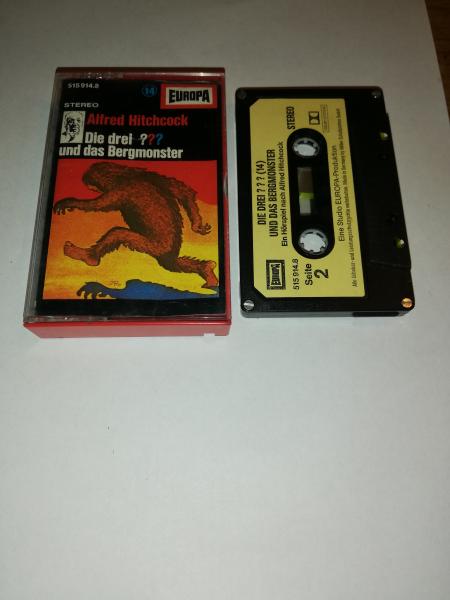 515 914.8
14
EUROPA
STEREO
Alfred Hitchcock
Die drei ???
und das Bergmonster
DIE DREI ? ? ? (14)
UND DAS BERGMONSTER
Ein Hörspiel nach Alfred Hitchcock
STEREO
EUROPA
515 914.8
Seite
2
Eine Studio EUROPA-Produktion